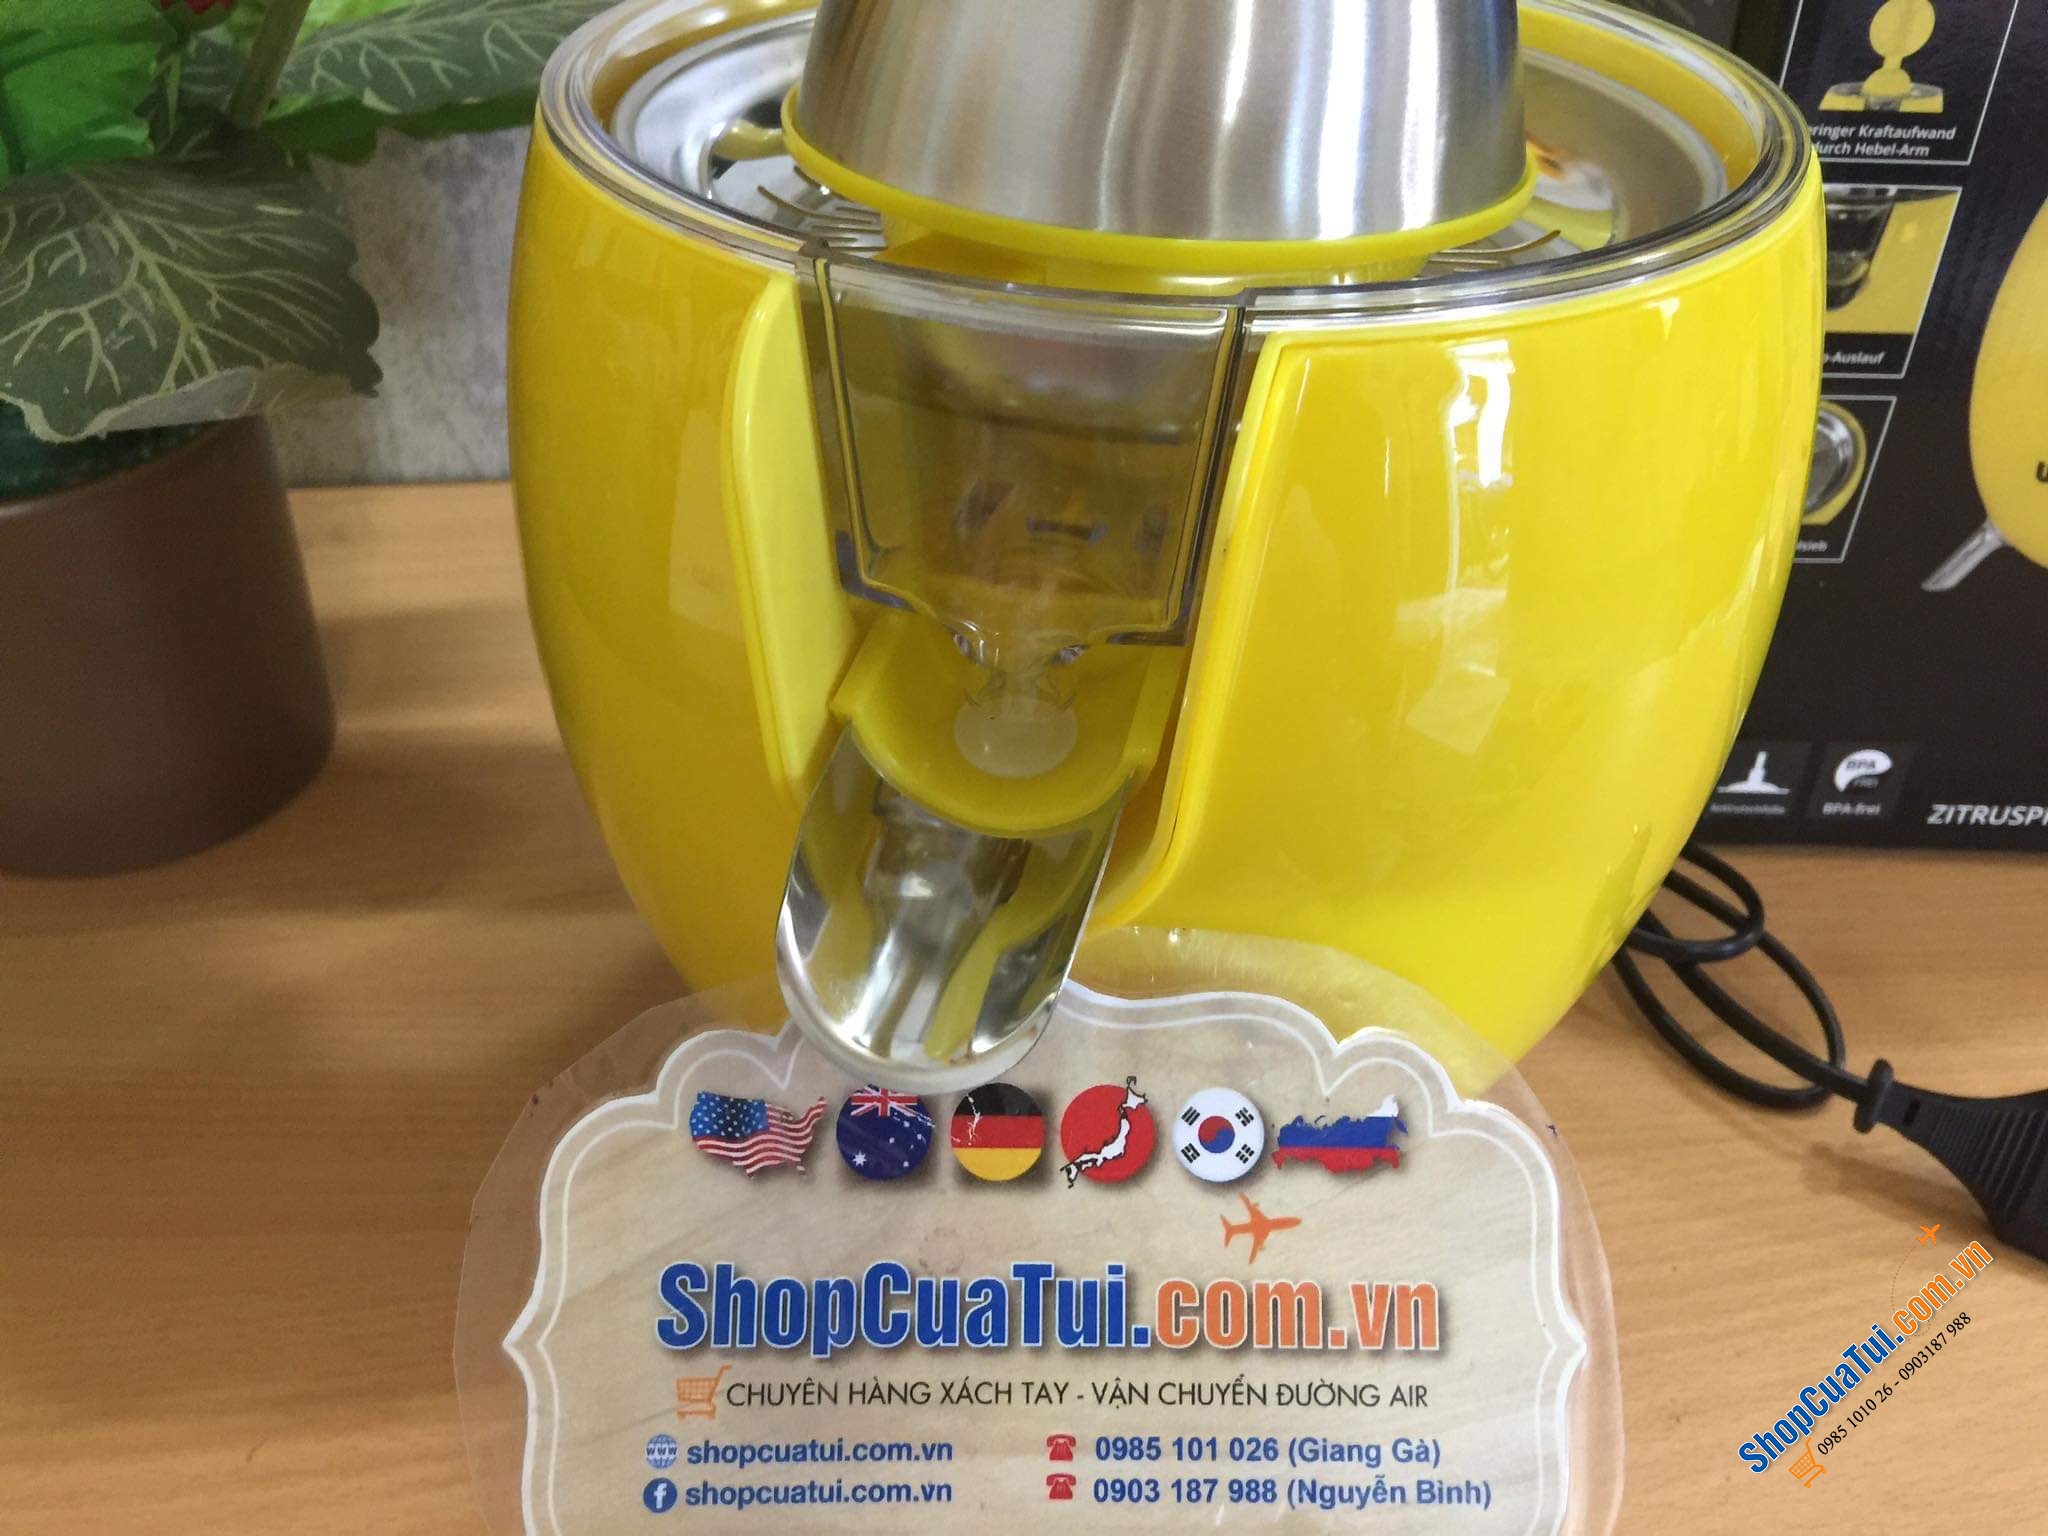 eringer Kraftaufwand
durch Hebel-Arm
-Auslauf
BPA
BPA-frei
ZITRUSP
ShopCuaTui.com.vn
CHUYÊN HÀNG XÁCH TAY - VẬN CHUYỂN ĐƯỜNG AIR
www shopcuatui.com.vn
0985 101 026 (Giang Gà)
f shopcuatui.com.vn
0903 187 988 (Nguyễn Bình)
ShopCuaTui.com.vn
0985 1010 26 - 0903187 988